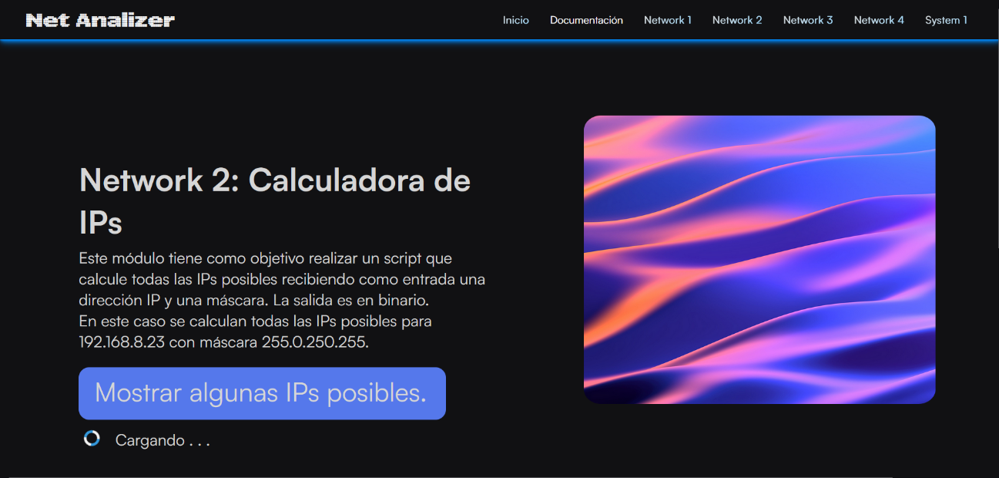 Net Analizer
Inicio Documentación Network 1 Network 2 Network 3 Network 4 System 1
Network 2: Calculadora de
IPs
Este módulo tiene como objetivo realizar un script que
calcule todas las IPs posibles recibiendo como entrada una
dirección IP y una máscara. La salida es en binario.
En este caso se calculan todas las IPs posibles para
192.168.8.23 con máscara 255.0.250.255.
Mostrar algunas IPs posibles.
Cargando . . .